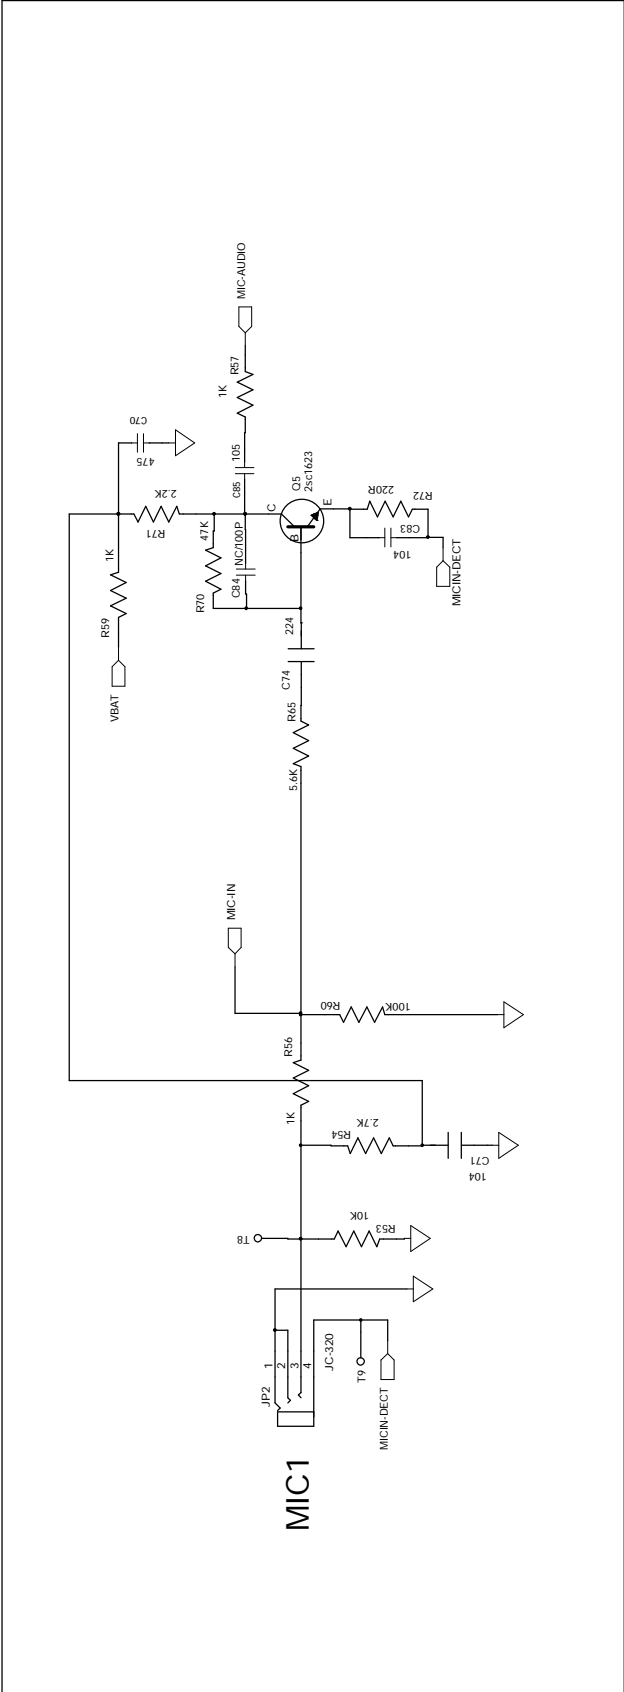 MIC1
JP2
1
2
3
4
JC-320
T9
MICIN-DECT
T8
10K
R53
R54
2.7K
C71
104
1K
R56
MIC-IN
R60
100K
5.6K
R65
C74
224
VBAT
R59
1K
R71
2.2K
C70
475
R70
47K
C84
NC/100P
C85
105
1K
R57
MIC-AUDIO
C
B
E
Q5
2sc1623
220R
R72
C83
104
MICIN-DECT